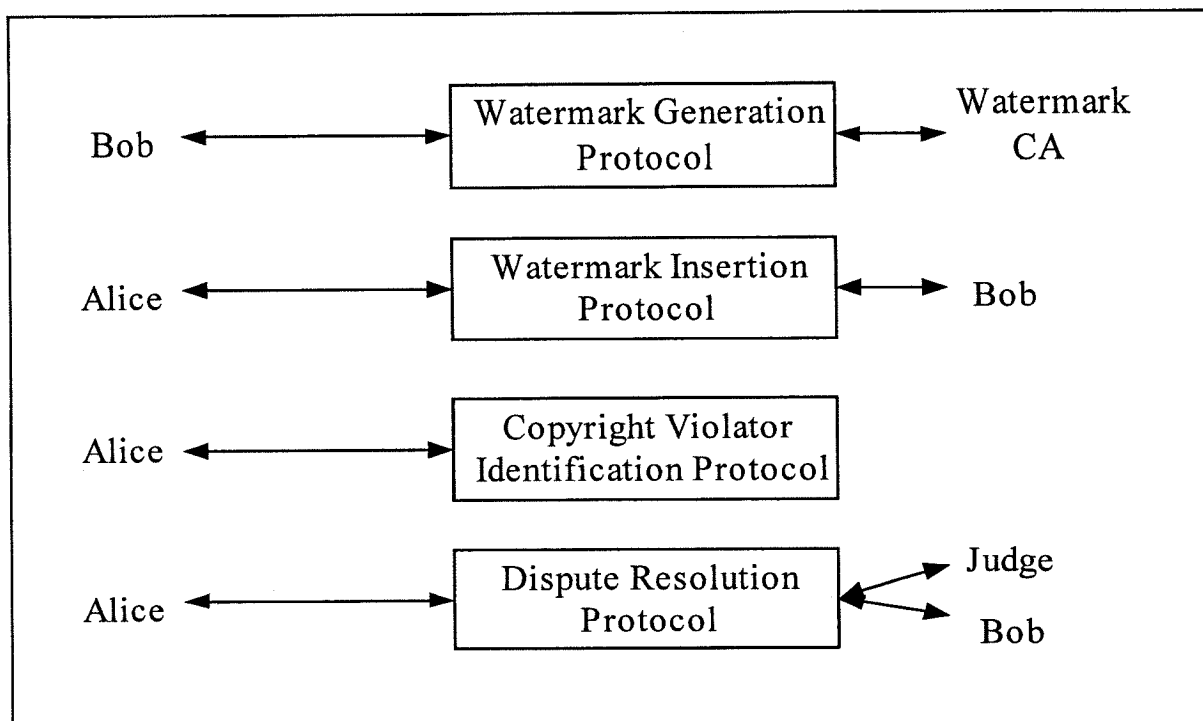 Bob
Watermark Generation
Protocol
Watermark
CA
Alice
Watermark Insertion
Protocol
Bob
Alice
Copyright Violator
Identification Protocol
Alice
Dispute Resolution
Protocol
Judge
Bob